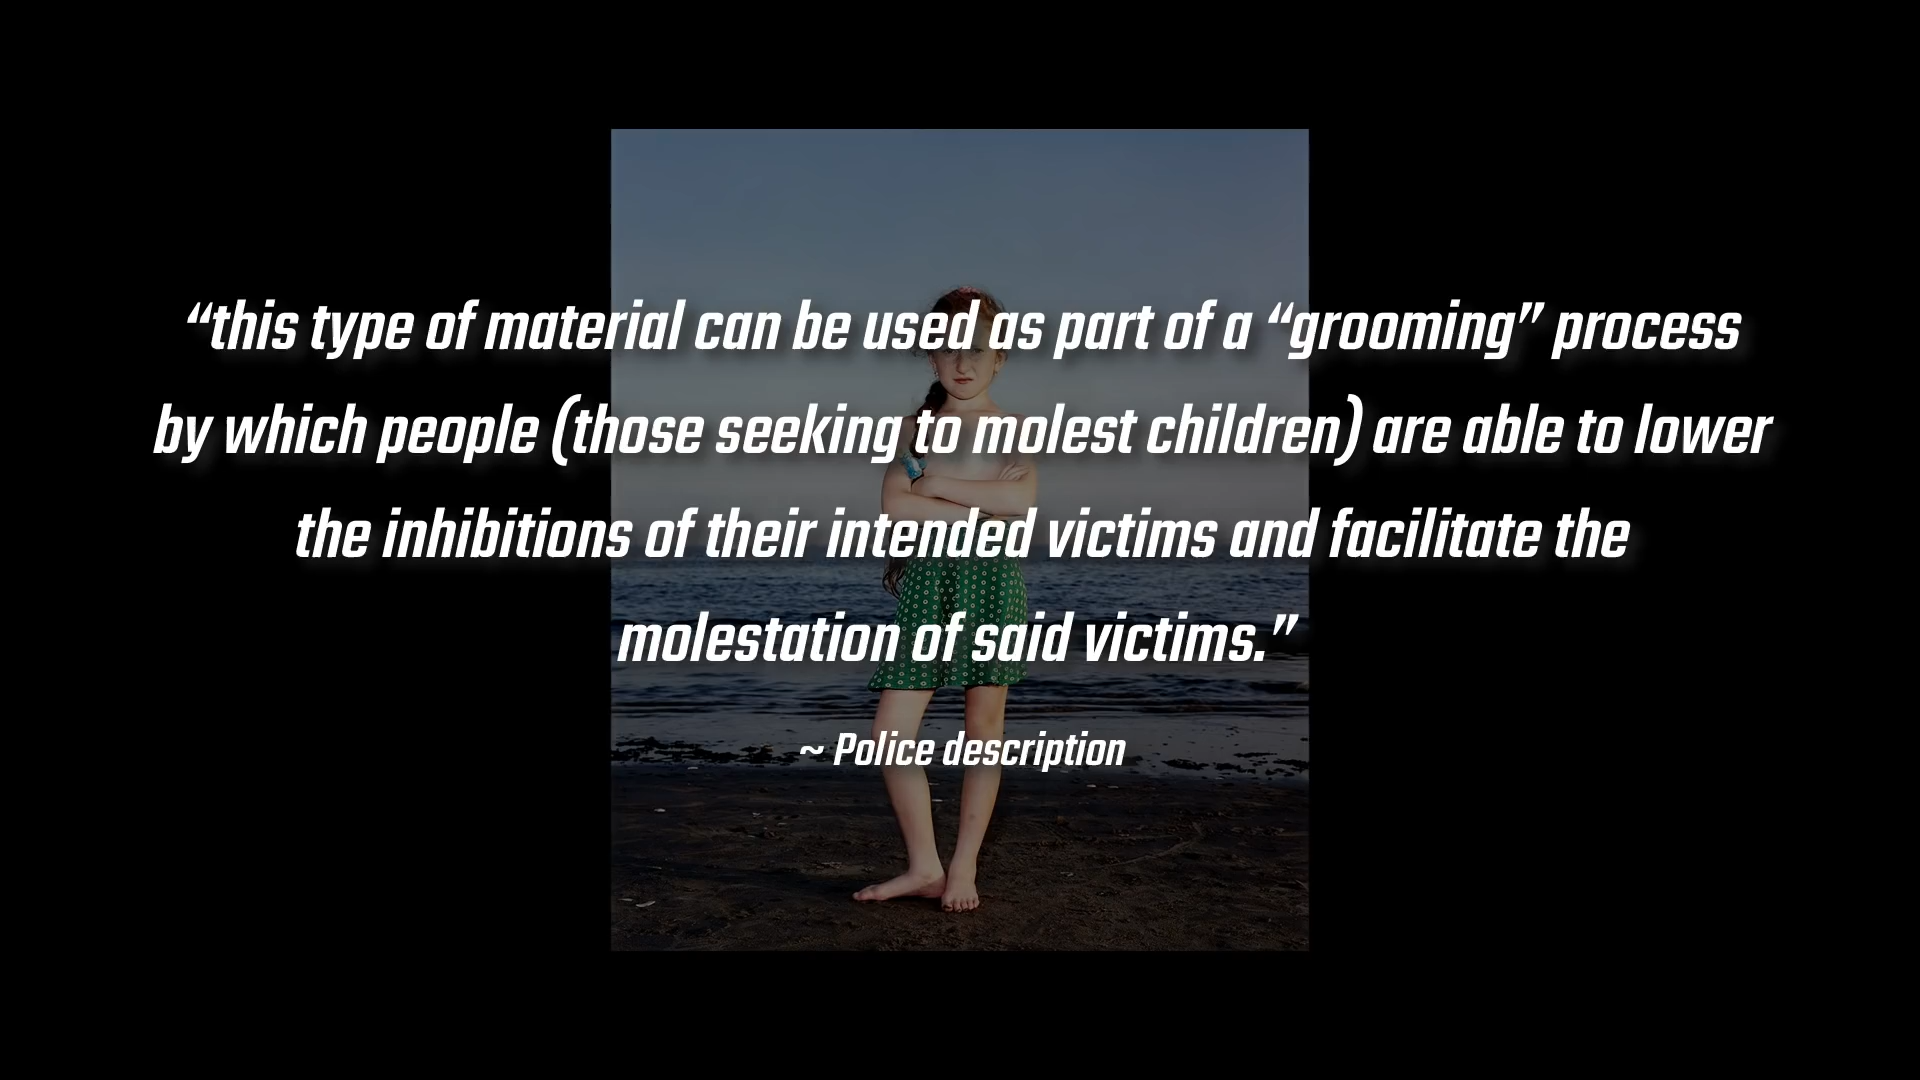 “this type of material can be used as part of a “grooming” process
by which people (those seeking to molest children) are able to lower
the inhibitions of their intended victims and facilitate the
molestation of said victims.”
~ Police description